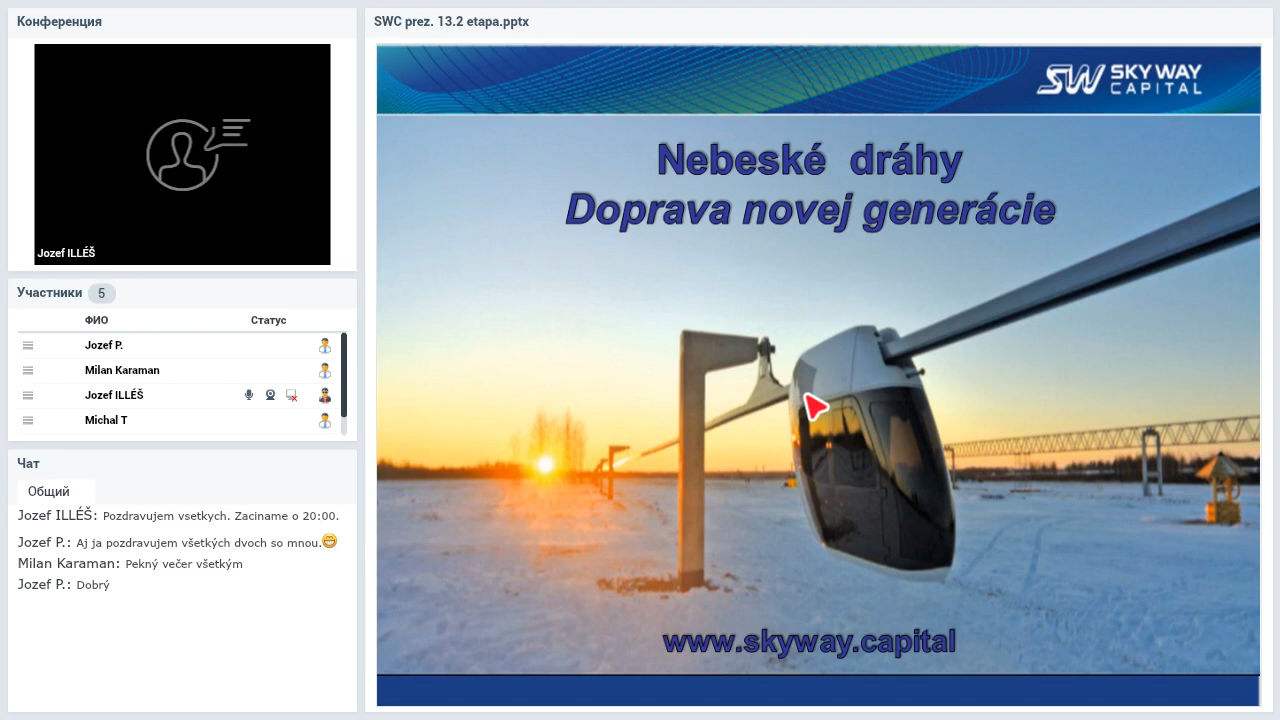 Конференция
Jozef ILLÉŠ
Участники 5
ФИО Статус
Jozef P.
Milan Karaman
Jozef ILLÉŠ
Michal T
Чат
Общий
Jozef ILLÉŠ: Pozdravujem vsetkych. Zaciname o 20:00.
Jozef P.: Aj ja pozdravujem všetkých dvoch so mnou.😁
Milan Karaman: Pekný večer všetkým
Jozef P.: Dobrý
SWC prez. 13.2 etapa.pptx
SW SKY WAY
CAPITAL
Nebeské dráhy
Doprava novej generácie
www.skyway.capital